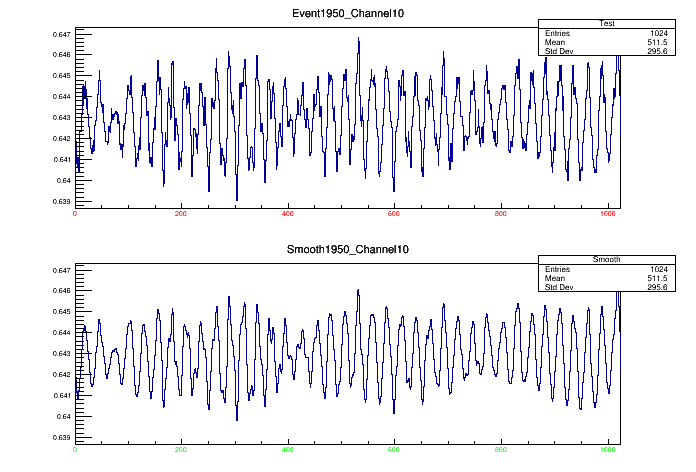 Event1950_Channel10
Test
Entries 1024
Mean 511.5
Std Dev 295.6
0.647
0.646
0.645
0.644
0.643
0.642
0.641
0.64
0.639
0 200 400 600 800 1000
Smooth1950_Channel10
Smooth
Entries 1024
Mean 511.5
Std Dev 295.6
0.647
0.646
0.645
0.644
0.643
0.642
0.641
0.64
0.639
0 200 400 600 800 1000